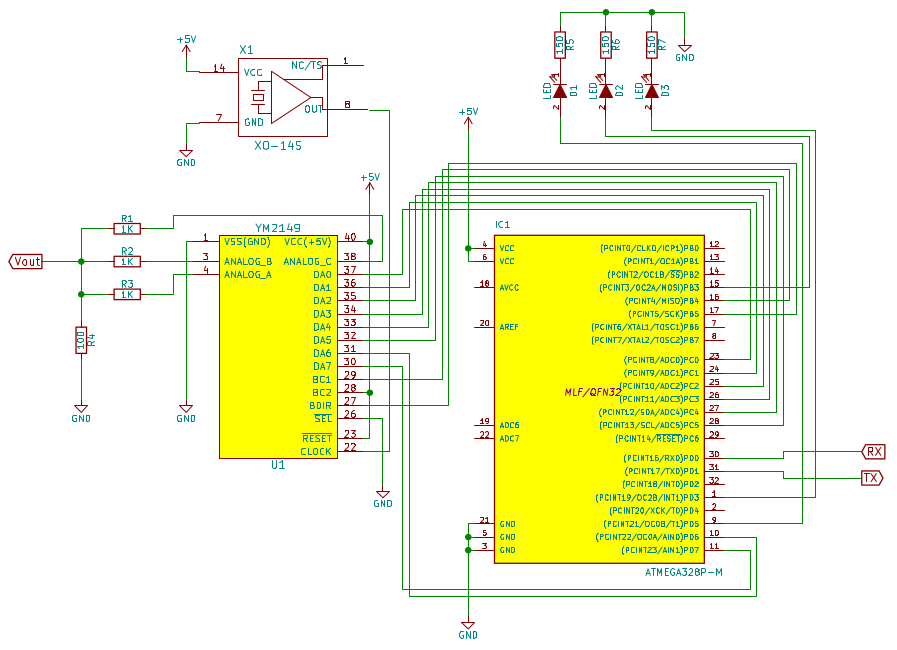 +5V
X1
14
VCC
NC/TS
1
OUT
8
7
GND
XO-14S
GND
150
R5
150
R6
150
R7
GND
LED
1
2
D1
LED
1
2
D2
LED
1
2
D3
+5V
+5V
R1
1K
R2
1K
R3
1K
Vout
100
R4
GND
GND
YM2149
1 VSS(GND) VCC(+5V) 40
3 ANALOG_B ANALOG_C 38
4 ANALOG_A DA0 37
DA1 36
DA2 35
DA3 34
DA4 33
DA5 32
DA6 31
DA7 30
BC1 29
BC2 28
BDIR 27
SEL 26
RESET 23
CLOCK 22
U1
GND
IC1
4 VCC (PCINT0/CLKO/ICP1)PB0 12
6 VCC (PCINT1/OC1A)PB1 13
(PCINT2/OC1B/SS)PB2 14
18 AVCC (PCINT3/OC2A/MOSI)PB3 15
(PCINT4/MISO)PB4 16
(PCINT5/SCK)PB5 17
20 AREF (PCINT6/XTAL1/TOSC1)PB6 7
(PCINT7/XTAL2/TOSC2)PB7 8
(PCINT8/ADC0)PC0 23
(PCINT9/ADC1)PC1 24
(PCINT10/ADC2)PC2 25
MLF/QFN32
(PCINT11/ADC3)PC3 26
(PCINT12/SDA/ADC4)PC4 27
19 ADC6 (PCINT13/SCL/ADC5)PC5 28
22 ADC7 (PCINT14/RESET)PC6 29
(PCINT16/RXD)PD0 30
(PCINT17/TXD)PD1 31
(PCINT18/INT0)PD2 32
(PCINT19/OC2B/INT1)PD3 1
(PCINT20/XCK/T0)PD4 2
21 GND (PCINT21/OC0B/T1)PD5 9
5 GND (PCINT22/OC0A/AIN0)PD6 10
3 GND (PCINT23/AIN1)PD7 11
ATMEGA328P-M
RX
TX
GND